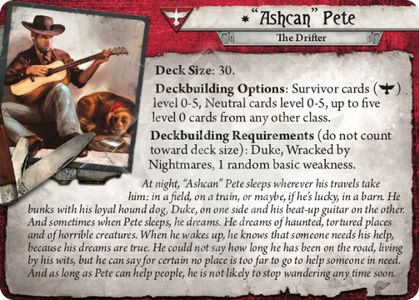 "Ashcan" Pete
The Drifter
Deck Size: 30.
Deckbuilding Options: Survivor cards ( )
level 0-5, Neutral cards level 0-5, up to five
level 0 cards from any other class.
Deckbuilding Requirements (do not count
toward deck size): Duke, Wracked by
Nightmares, 1 random basic weakness.
At night, "Ashcan" Pete sleeps wherever his travels take
him: in a field, on a train, or maybe, if he's lucky, in a barn. He
bunks with his loyal hound dog, Duke, on one side and his beat-up guitar on the other.
And sometimes when Pete sleeps, he dreams. He dreams of haunted, tortured places
and of horrible creatures. When he wakes up, he knows that someone needs his help,
because his dreams are true. He could not say how long he has been on the road, living
by his wits, but he can say for certain no place is too far to go to help someone in need.
And as long as Pete can help people, he is not likely to stop wandering any time soon.